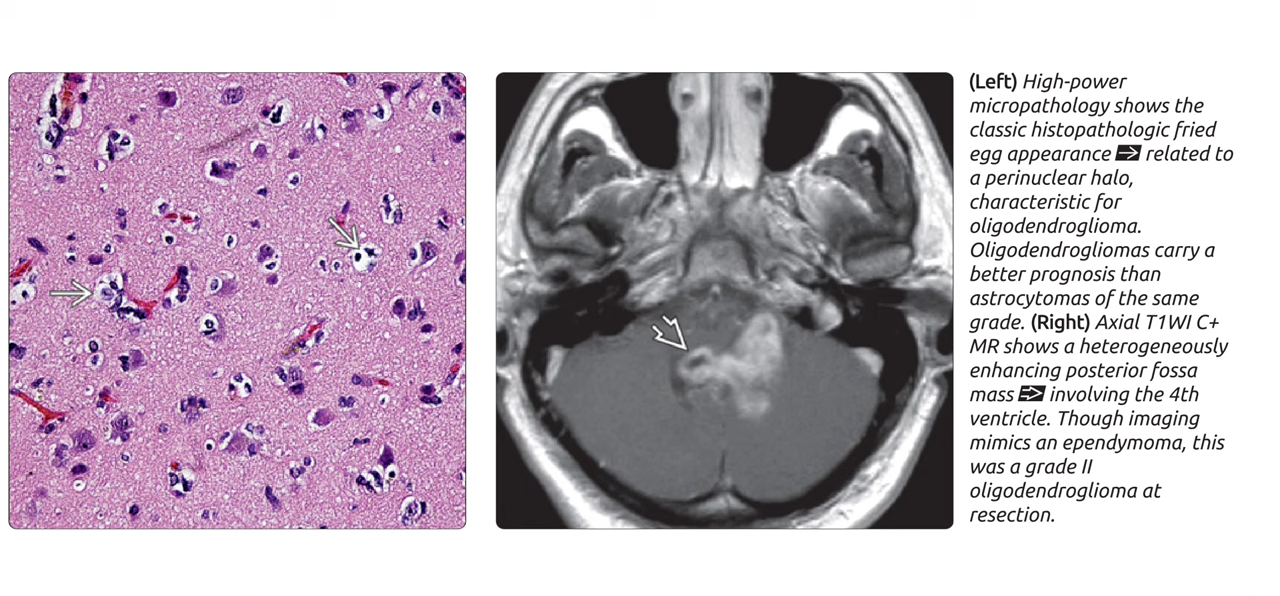 (Left) High-power
micropathology shows the
classic histopathologic fried
egg appearance related to
a perinuclear halo,
characteristic for
oligodendroglioma.
Oligodendrogliomas carry a
better prognosis than
astrocytomas of the same
grade. (Right) Axial T1WI C+
MR shows a heterogeneously
enhancing posterior fossa
mass involving the 4th
ventricle. Though imaging
mimics an ependymoma, this
was a grade II
oligodendroglioma at
resection.